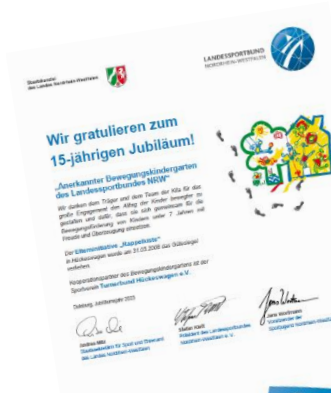 Staatskanzlei
des Landes Nordrhein-Westfalen
LANDESSPORTBUND
NORDRHEIN-WESTFALEN
Wir gratulieren zum
15-jährigen Jubiläum!
„Anerkannter Bewegungskindergarten
des Landessportbundes NRW“
Wir danken dem Träger und dem Team der Kita für das
große Engagement den Alltag der Kinder bewegter zu
gestalten und dafür, dass sie sich gemeinsam für die
Bewegungsförderung von Kindern unter 7 Jahren mit
Freude und Überzeugung einsetzen.
Der Elterninitiative „Rappelkiste“
in Hückeswagen wurde am 31.03.2008 das Gütesiegel
verliehen.
Kooperationspartner des Bewegungskindergartens ist der
Sportverein Turnerbund Hückeswagen e.V.
Duisburg, Jubiläumsjahr 2023
Andrea Milz
Staatssekretärin für Sport und Ehrenamt
des Landes Nordrhein-Westfalen
Stefan Klett
Präsident des Landessportbundes
Nordrhein-Westfalen e. V.
Jens Wortmann
Vorsitzender der
Sportjugend Nordrhein-Westfalen